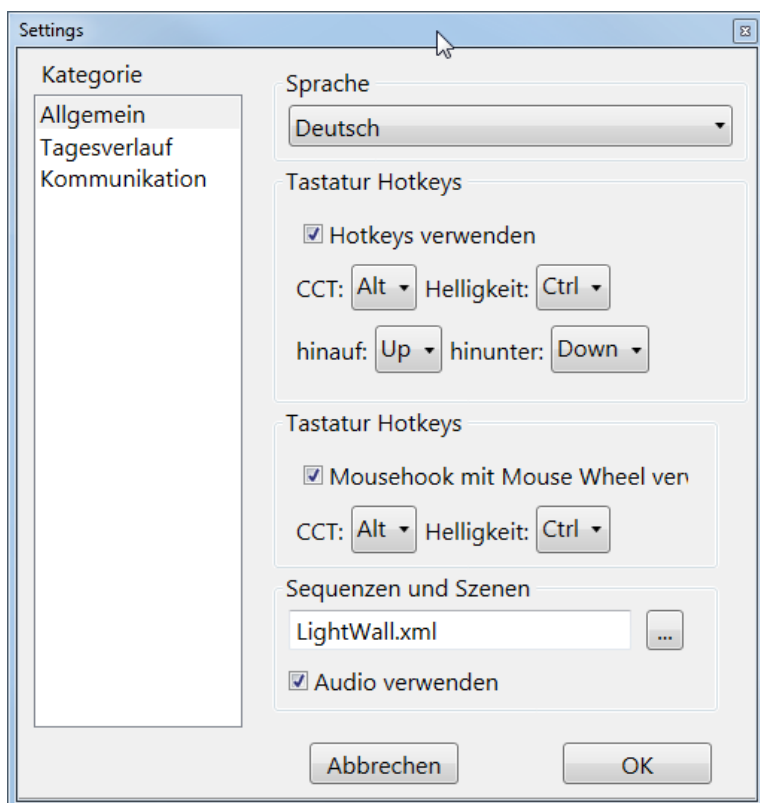 Settings
Kategorie
Allgemein
Tagesverlauf
Kommunikation
Sprache
Deutsch
Tastatur Hotkeys
Hotkeys verwenden
CCT: Alt Helligkeit: Ctrl
hinauf: Up hinunter: Down
Tastatur Hotkeys
Mousehook mit Mouse Wheel ver
CCT: Alt Helligkeit: Ctrl
Sequenzen und Szenen
LightWall.xml ...
Audio verwenden
Abbrechen OK